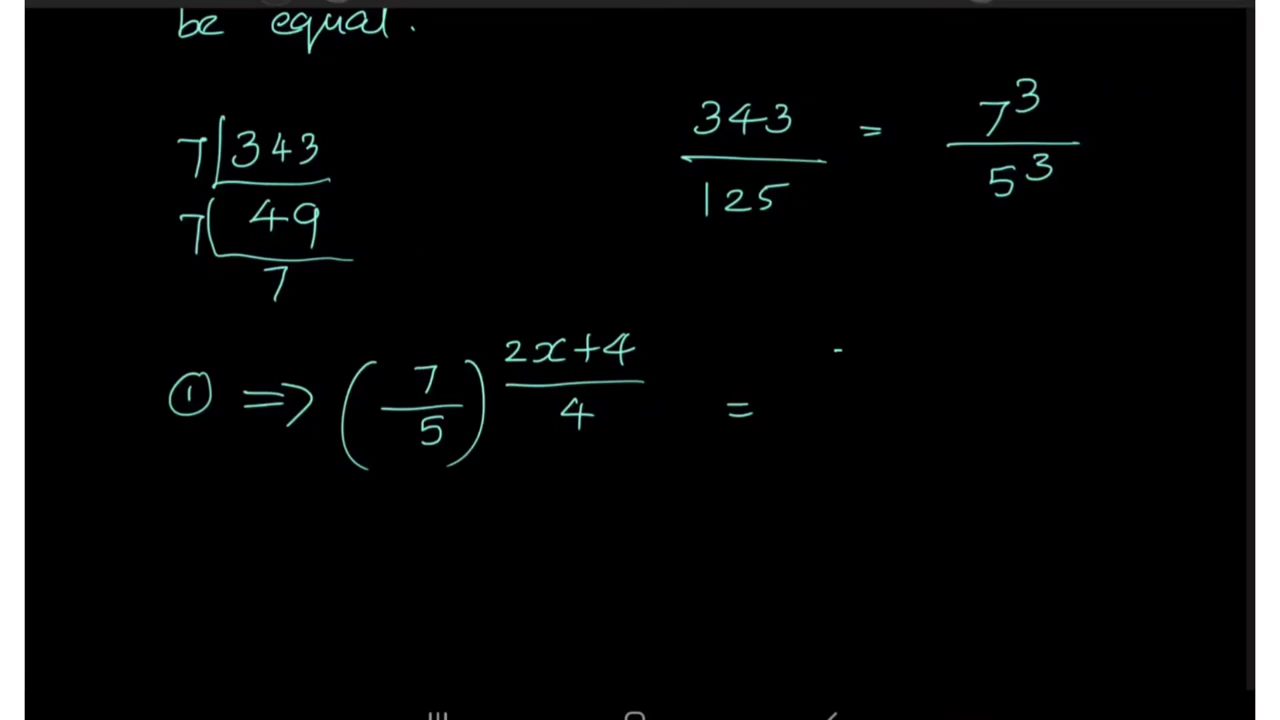 be equal.
7 | 343
7 | 49
7
343/125 = 7^3/5^3
① ⇒ (7/5)^((2x+4)/4) =